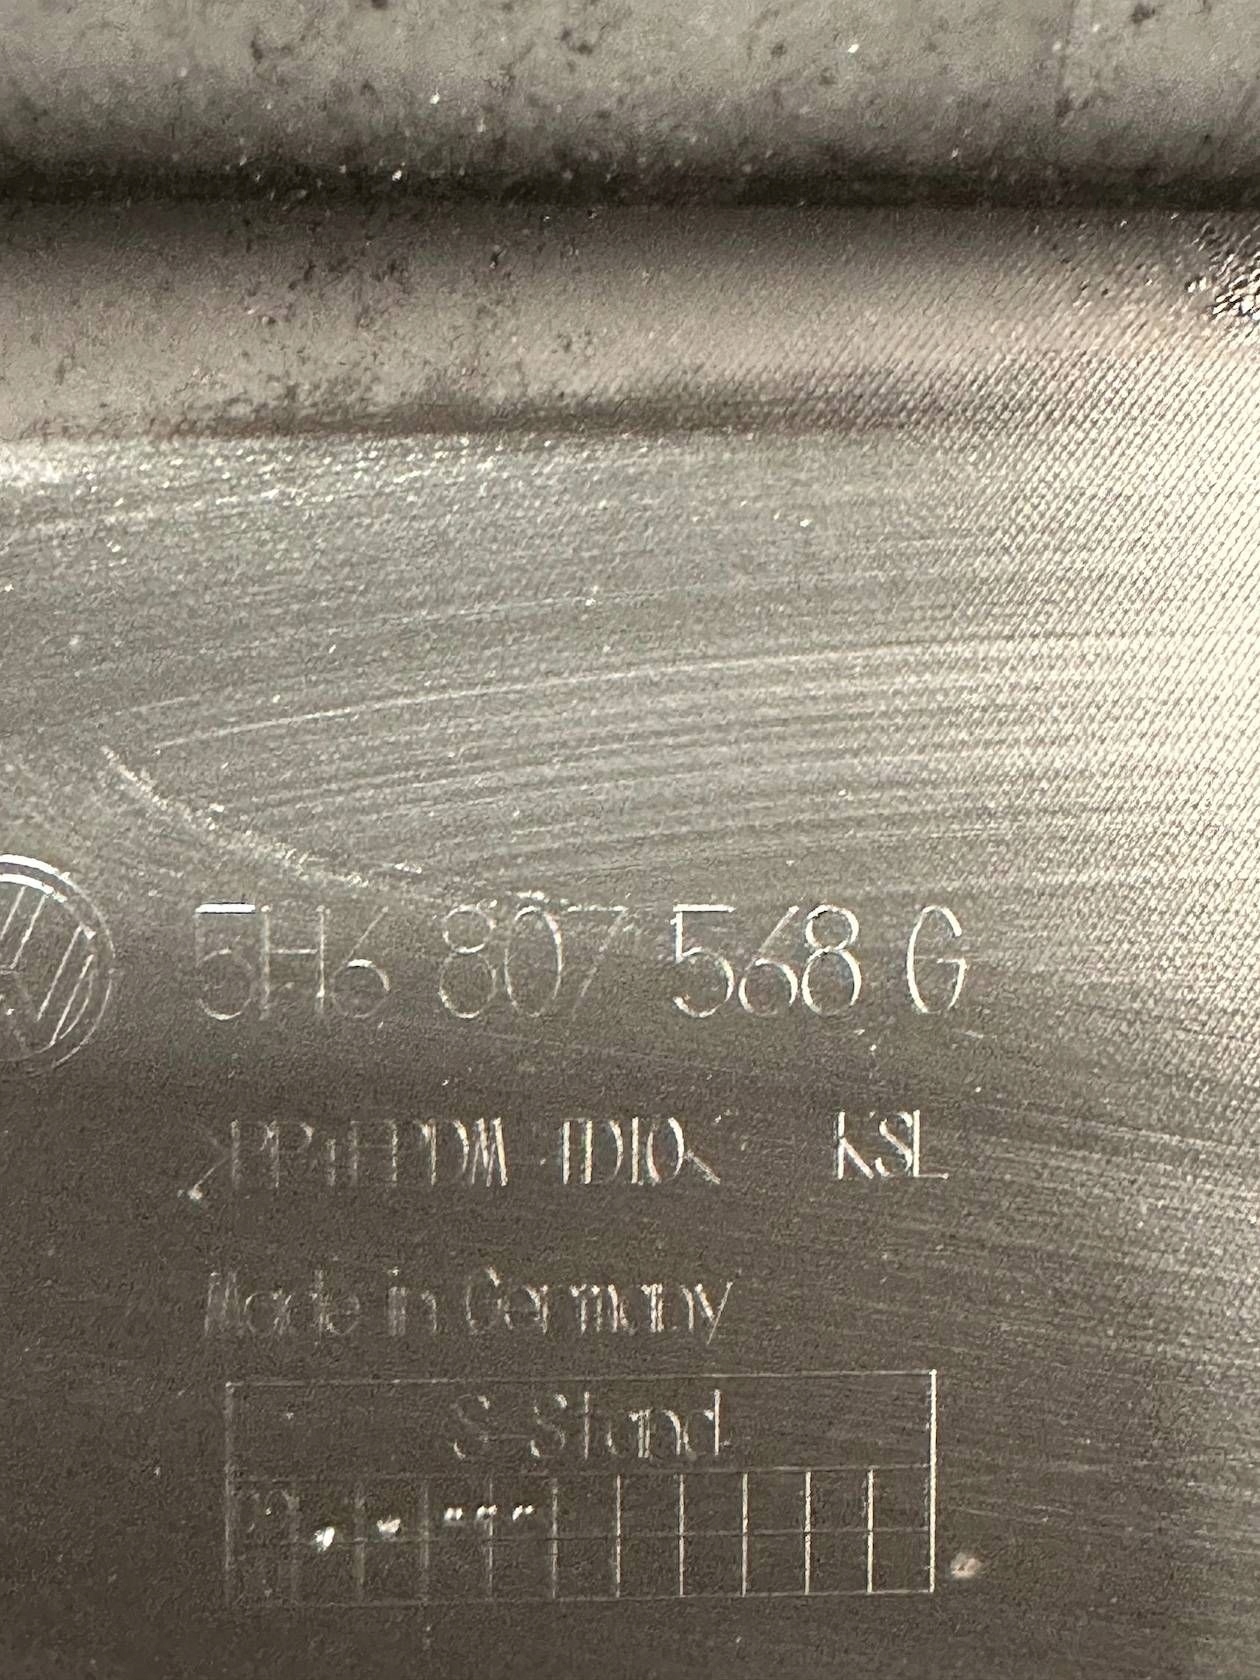 5H6 807 568 G
>PP+EPDM -TD10< KSL
Made in Germany
S-Stand